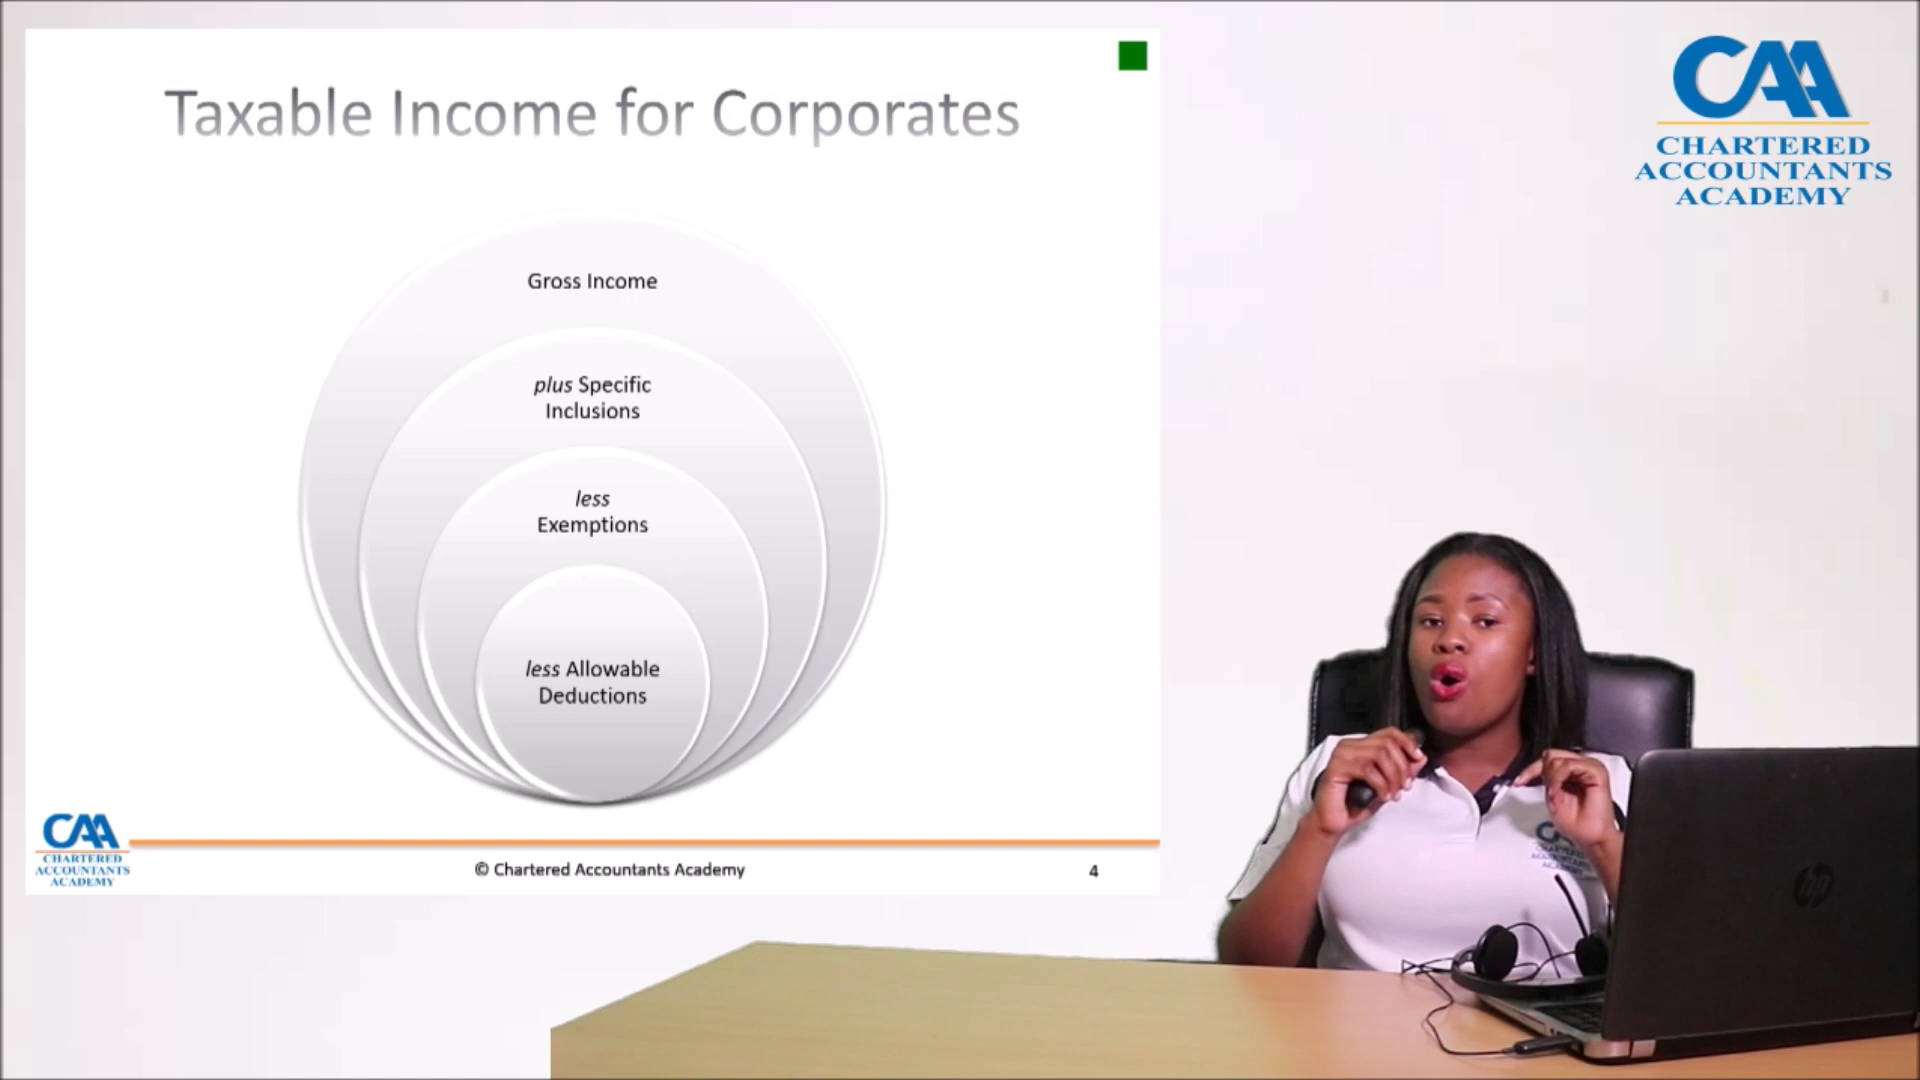 Taxable Income for Corporates
Gross Income
plus Specific
Inclusions
less
Exemptions
less Allowable
Deductions
CAA
CHARTERED
ACCOUNTANTS
ACADEMY
© Chartered Accountants Academy
4
CAA
CHARTERED
ACCOUNTANTS
ACADEMY
hp